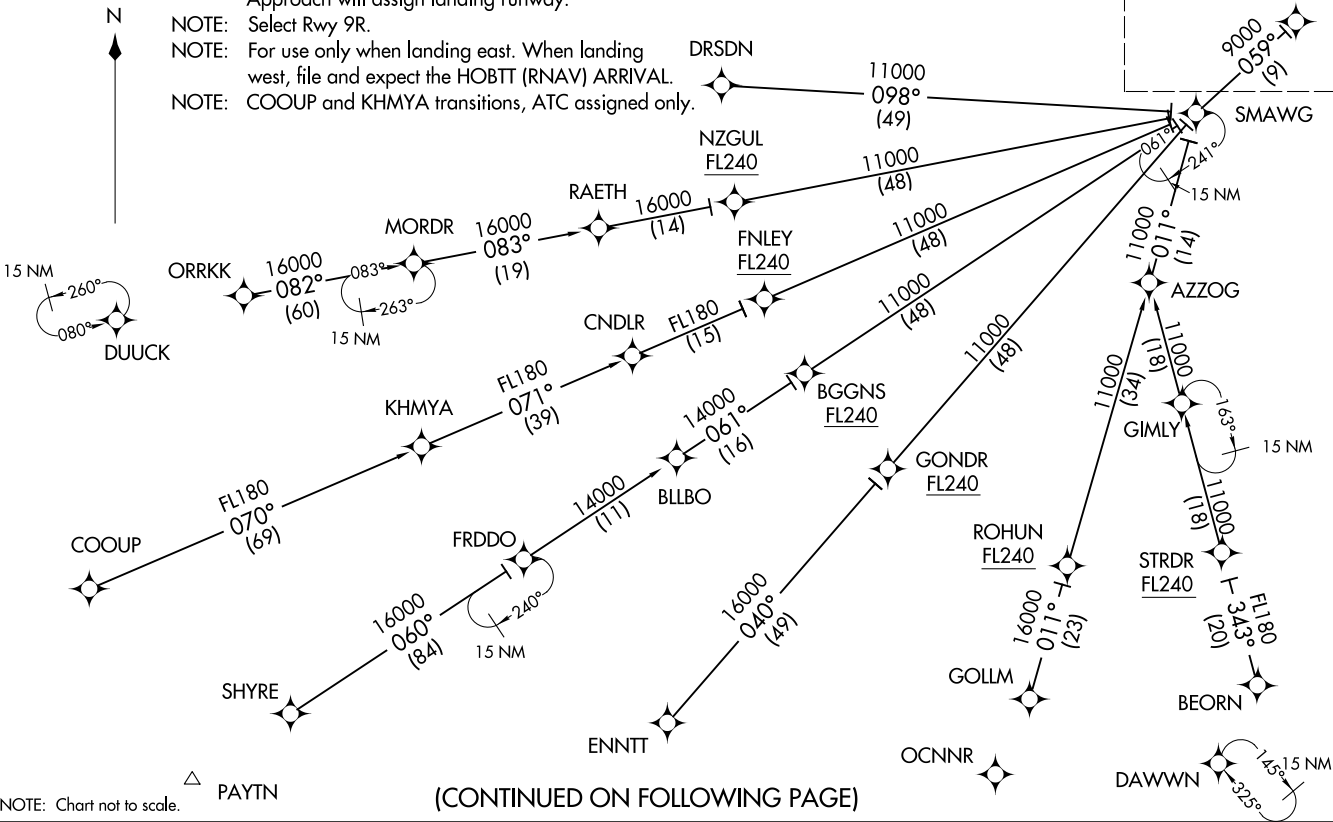 Approach will assign landing runway.
N
NOTE: Select Rwy 9R.
NOTE: For use only when landing east. When landing
west, file and expect the HOBTT (RNAV) ARRIVAL.
NOTE: COOUP and KHMYA transitions, ATC assigned only.
DRSDN
11000
098°
(49)
9000
059°
(9)
SMAWG
061°
241°
15 NM
NZGUL
FL240
11000
(48)
RAETH
16000
(14)
MORDR
16000
083°
(19)
FNLEY
FL240
11000
(48)
11000
011°
(14)
15 NM
260°
080°
DUUCK
ORRKK
16000
082°
(60)
083°
263°
15 NM
AZZOG
CNDLR
FL180
(15)
11000
(48)
11000
(48)
11000
(18)
11000
(34)
KHMYA
FL180
071°
(39)
BGGNS
FL240
14000
061°
(16)
GIMLY
163°
15 NM
BLLBO
GONDR
FL240
COOUP
FL180
070°
(69)
14000
(11)
11000
(18)
FRDDO
240°
15 NM
ROHUN
FL240
STRDR
FL240
16000
060°
(84)
16000
040°
(49)
16000
011°
(23)
FL180
343°
(20)
SHYRE
GOLLM
BEORN
ENNTT
OCNNR
DAWWN
145°
325°
15 NM
PAYTN
NOTE: Chart not to scale.
(CONTINUED ON FOLLOWING PAGE)